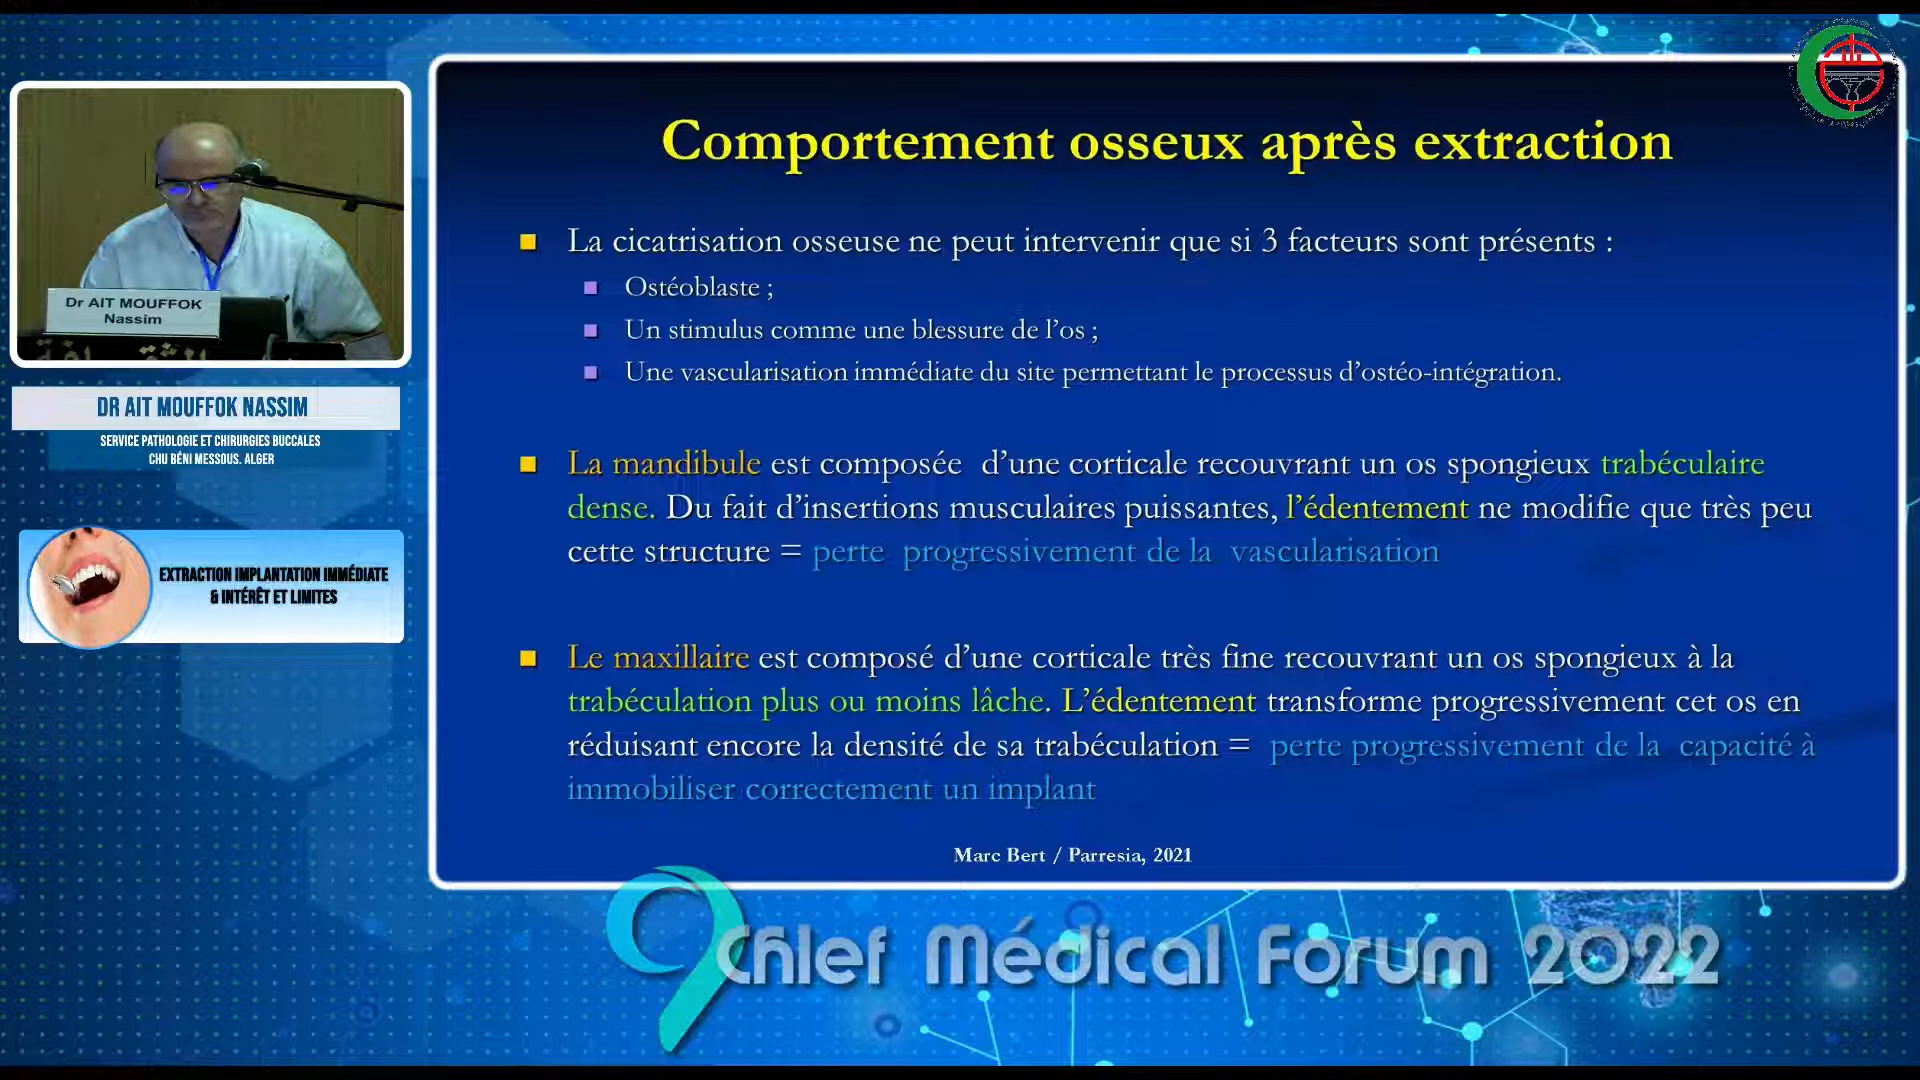 Dr AIT MOUFFOK
Nassim
DR AIT MOUFFOK NASSIM
SERVICE PATHOLOGIE ET CHIRURGIES BUCCALES
CHU BÉNI MESSOUS. ALGER
EXTRACTION IMPLANTATION IMMÉDIATE
& INTÉRÊT ET LIMITES
Comportement osseux après extraction
La cicatrisation osseuse ne peut intervenir que si 3 facteurs sont présents :
Ostéoblaste ;
Un stimulus comme une blessure de l’os ;
Une vascularisation immédiate du site permettant le processus d’ostéo-intégration.
La mandibule est composée d’une corticale recouvrant un os spongieux trabéculaire
dense. Du fait d’insertions musculaires puissantes, l’édentement ne modifie que très peu
cette structure = perte progressivement de la vascularisation
Le maxillaire est composé d’une corticale très fine recouvrant un os spongieux à la
trabéculation plus ou moins lâche. L’édentement transforme progressivement cet os en
réduisant encore la densité de sa trabéculation = perte progressivement de la capacité à
immobiliser correctement un implant
Marc Bert / Parresia, 2021
9 Chlef Médical Forum 2022